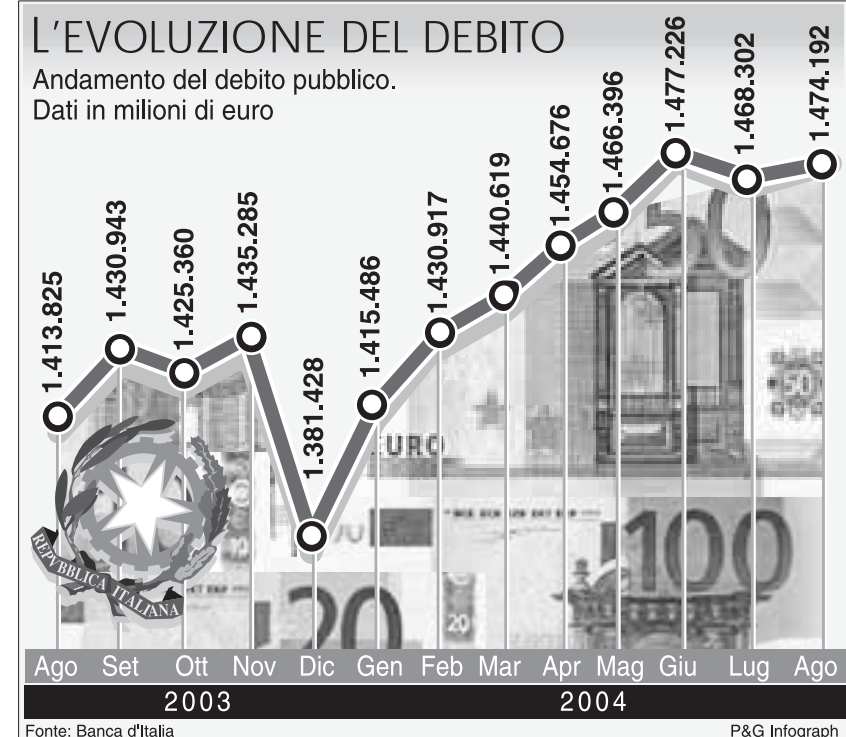 L'EVOLUZIONE DEL DEBITO
Andamento del debito pubblico.
Dati in milioni di euro
1.413.825
1.430.943
1.425.360
1.435.285
1.381.428
1.415.486
1.430.917
1.440.619
1.454.676
1.466.396
1.477.226
1.468.302
1.474.192
50
50
EURO
100
20
20
REPVBBLICA ITALIANA
Ago Set Ott Nov Dic Gen Feb Mar Apr Mag Giu Lug Ago
2003 2004
Fonte: Banca d'Italia P&G Infograph